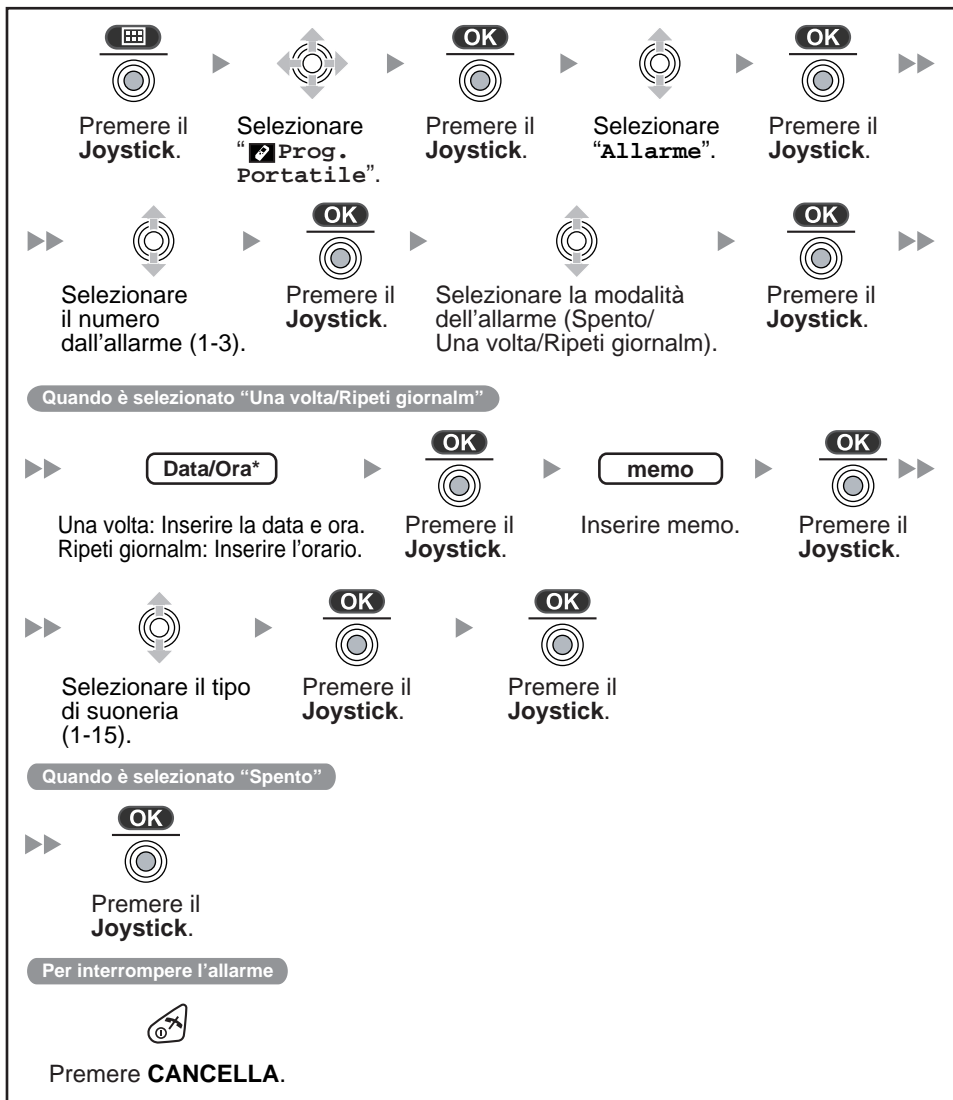 OK
OK
Premere il
Joystick.
Selezionare
“Prog.
Portatile”.
Premere il
Joystick.
Selezionare
“Allarme”.
Premere il
Joystick.
OK
OK
Selezionare
il numero
dall’allarme (1-3).
Premere il
Joystick.
Selezionare la modalità
dell’allarme (Spento/
Una volta/Ripeti giornalm).
Premere il
Joystick.
Quando è selezionato “Una volta/Ripeti giornalm”
Data/Ora*
OK
memo
OK
Una volta: Inserire la data e ora.
Ripeti giornalm: Inserire l’orario.
Premere il
Joystick.
Inserire memo.
Premere il
Joystick.
OK
OK
Selezionare il tipo
di suoneria
(1-15).
Premere il
Joystick.
Premere il
Joystick.
Quando è selezionato “Spento”
OK
Premere il
Joystick.
Per interrompere l’allarme
Premere CANCELLA.